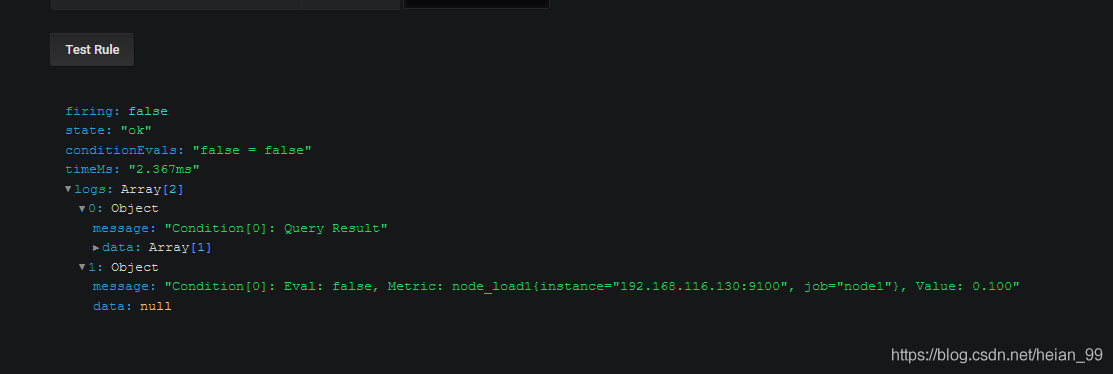 Test Rule
firing: false
state: "ok"
conditionEvals: "false = false"
timeMs: "2.367ms"
▼logs: Array[2]
▼0: Object
message: "Condition[0]: Query Result"
▶data: Array[1]
▼1: Object
message: "Condition[0]: Eval: false, Metric: node_load1{instance="192.168.116.130:9100", job="node1"}, Value: 0.100"
data: null
https://blog.csdn.net/heian_99